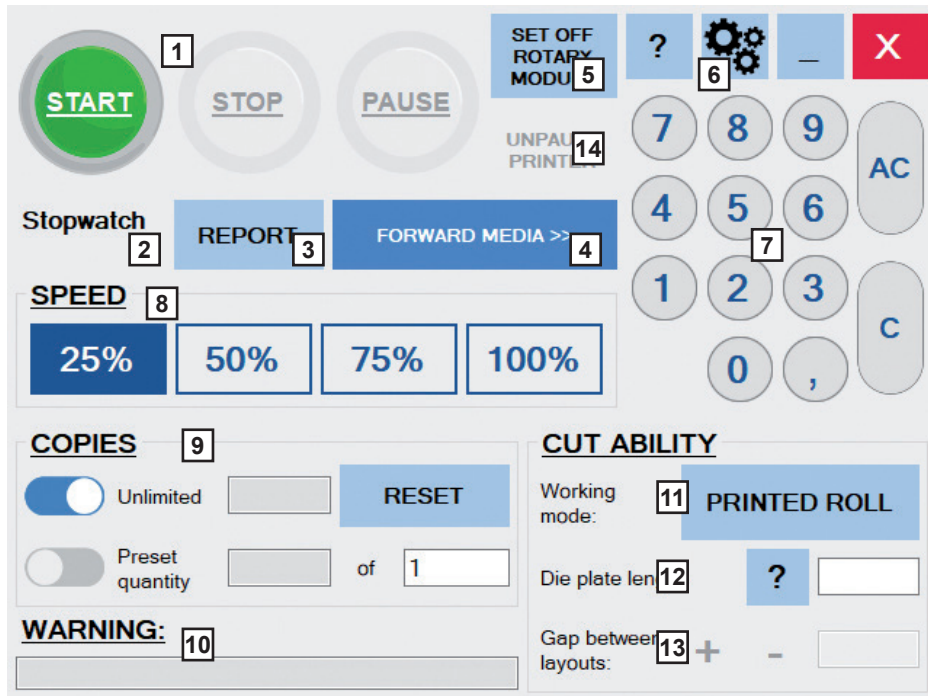 START
1
STOP
PAUSE
SET OFF
ROTARY
MODU
5
?
6
_
X
UNPAU
PRINTER
14
7 8 9
AC
4 5 6
7
1 2 3
C
0 ,
Stopwatch
2
REPORT
3
FORWARD MEDIA >>
4
SPEED
8
25% 50% 75% 100%
COPIES
9
Unlimited
RESET
Preset
quantity
of 1
WARNING:
10
CUT ABILITY
Working
mode:
11
PRINTED ROLL
Die plate len
12
?
Gap between
layouts:
13
+ -